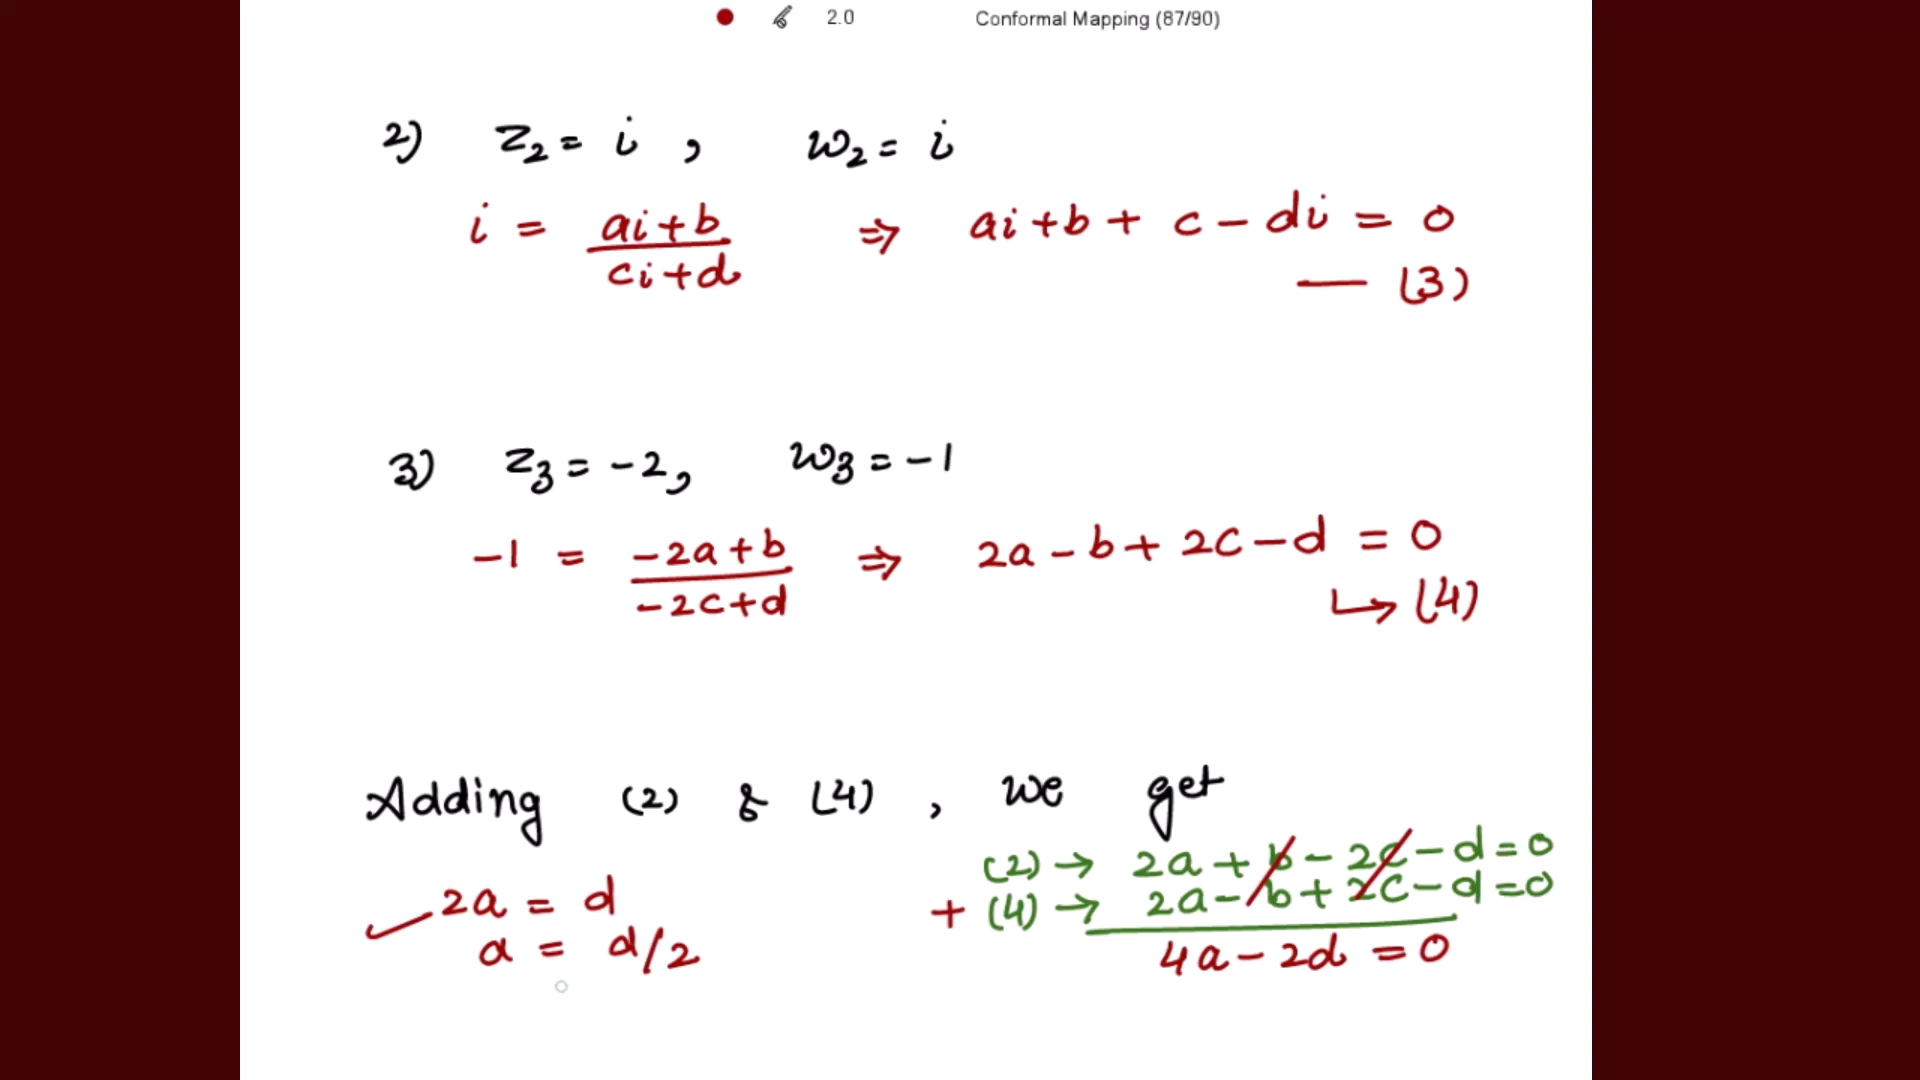 2.0 Conformal Mapping (87/90)
2) z₂ = i , w₂ = i
i = (ai+b)/(ci+d) ⇒ ai+b + c - di = 0
— (3)
3) z₃ = -2, w₃ = -1
-1 = (-2a+b)/(-2c+d) ⇒ 2a - b + 2c - d = 0
↳ (4)
Adding (2) & (4) , we get
(2) → 2a + b - 2c - d = 0
+ (4) → 2a - b + 2c - d = 0
4a - 2d = 0
✓ 2a = d
a = d/2